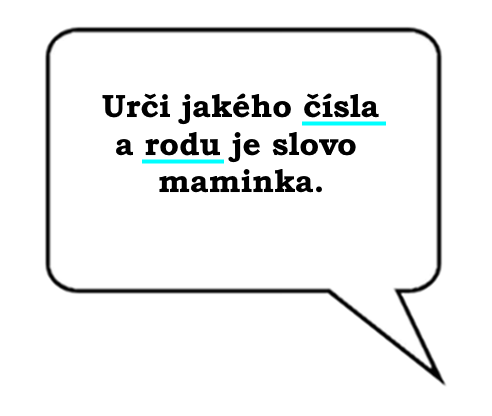 Urči jakého čísla
a rodu je slovo
maminka.